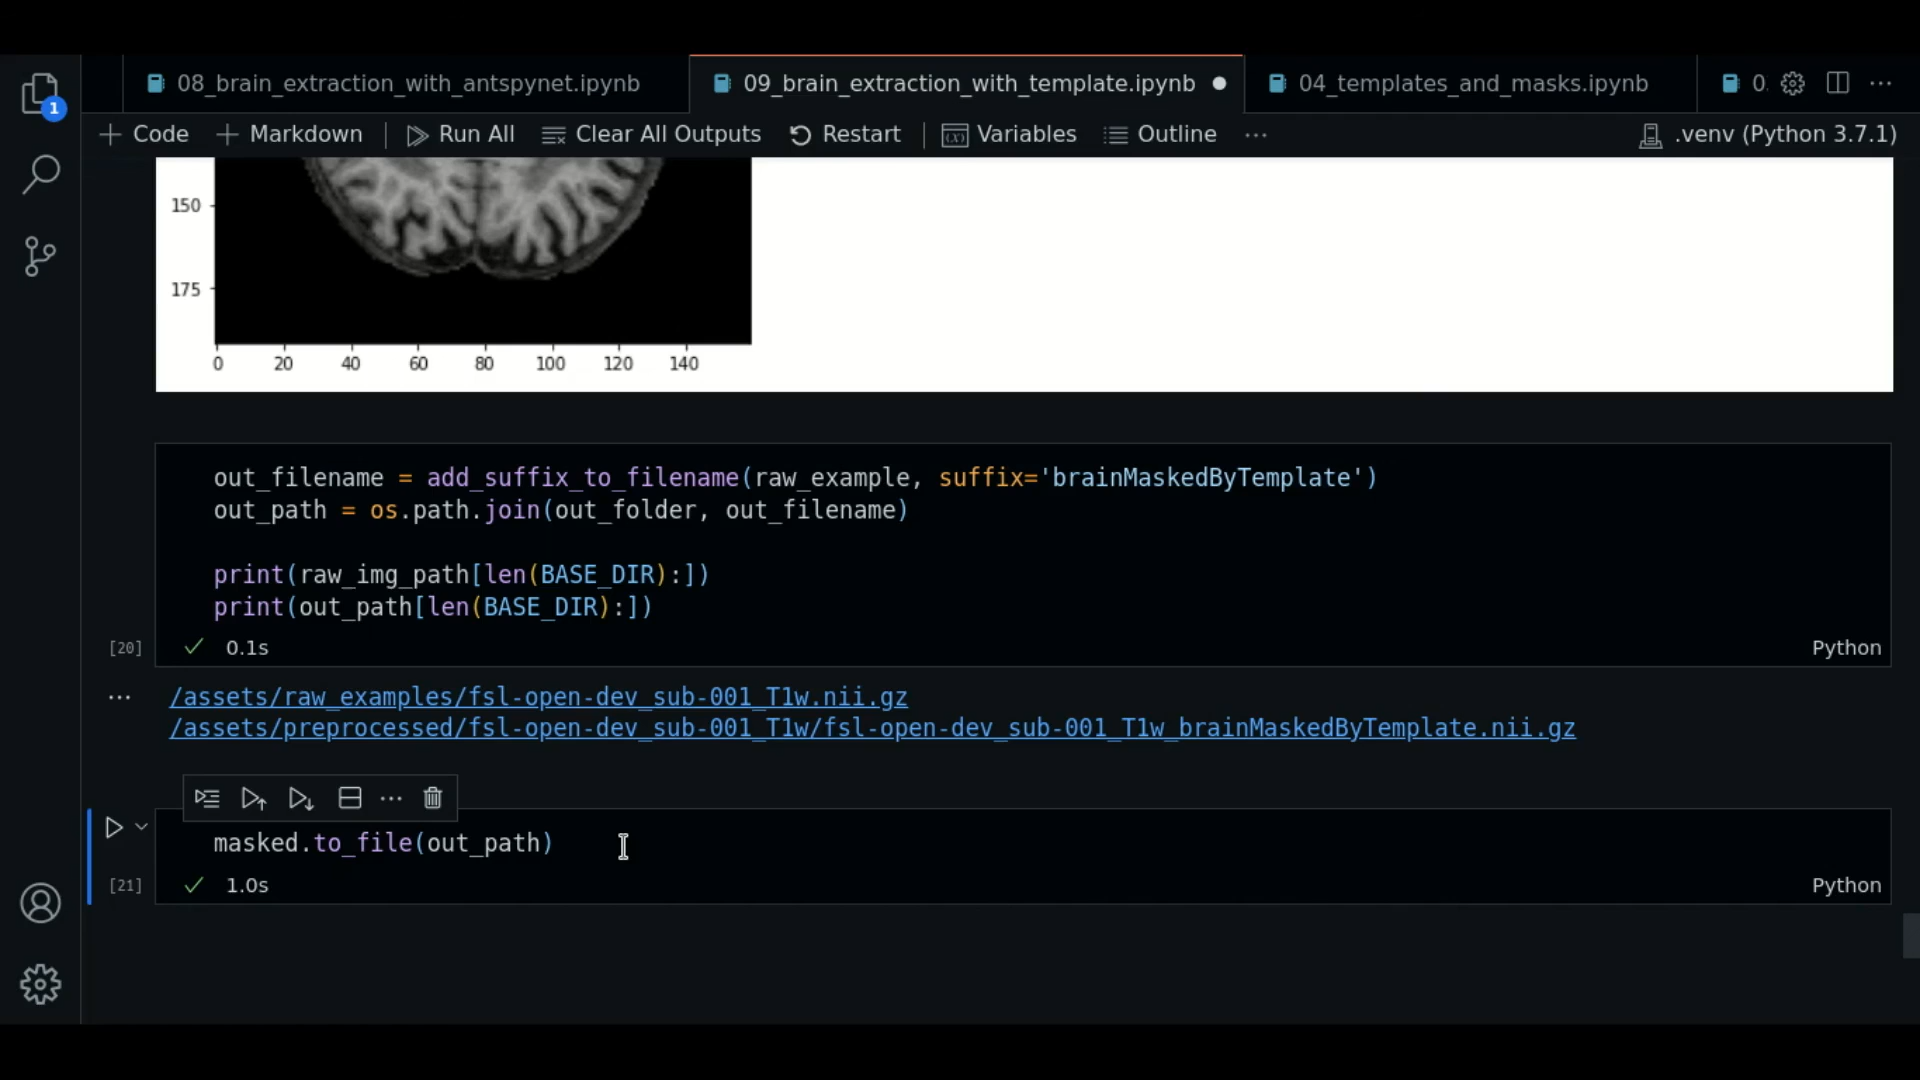 1
08_brain_extraction_with_antspynet.ipynb
09_brain_extraction_with_template.ipynb
04_templates_and_masks.ipynb
0.
Code
Markdown
Run All
Clear All Outputs
Restart
Variables
Outline
.venv (Python 3.7.1)
150
175
0 20 40 60 80 100 120 140
out_filename = add_suffix_to_filename(raw_example, suffix='brainMaskedByTemplate')
out_path = os.path.join(out_folder, out_filename)
print(raw_img_path[len(BASE_DIR):])
print(out_path[len(BASE_DIR):])
[20] 0.1s Python
/assets/raw_examples/fsl-open-dev_sub-001_T1w.nii.gz
/assets/preprocessed/fsl-open-dev_sub-001_T1w/fsl-open-dev_sub-001_T1w_brainMaskedByTemplate.nii.gz
masked.to_file(out_path)
[21] 1.0s Python